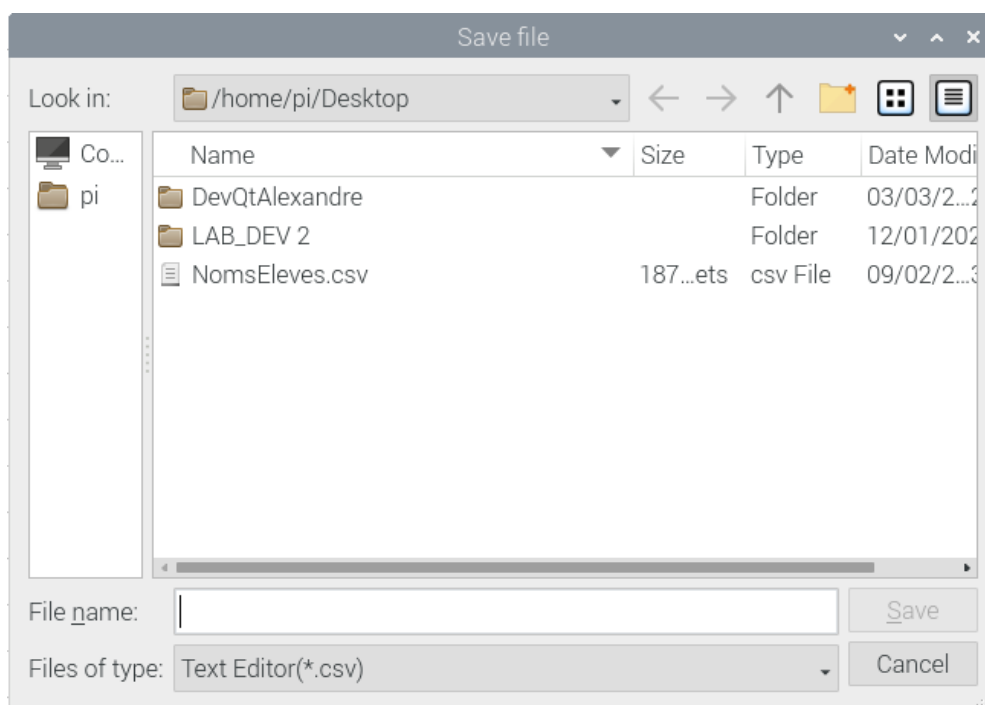 Save file
Look in: /home/pi/Desktop
Co... Name Size Type Date Modi
pi DevQtAlexandre Folder 03/03/2...2
LAB_DEV 2 Folder 12/01/202
NomsEleves.csv 187...ets csv File 09/02/2...3
File name: Save
Files of type: Text Editor(*.csv) Cancel